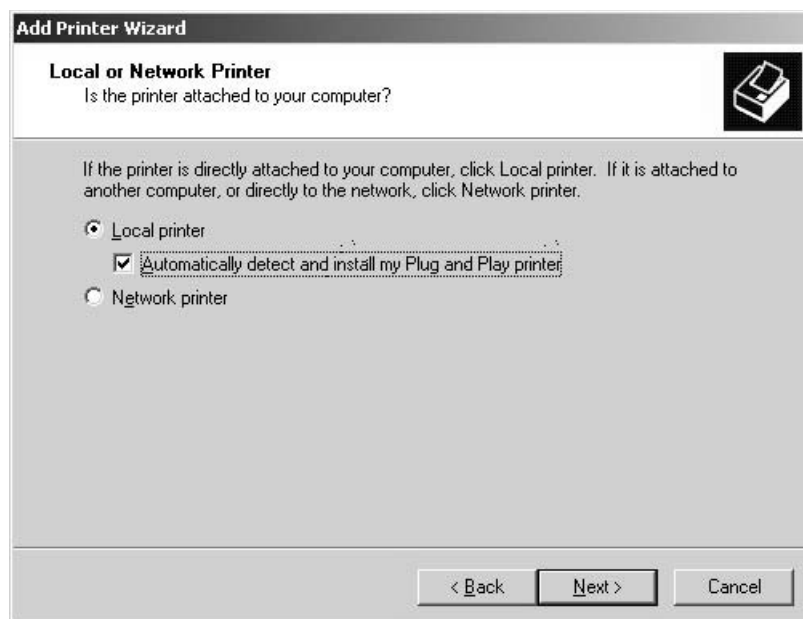 Add Printer Wizard
Local or Network Printer
Is the printer attached to your computer?
If the printer is directly attached to your computer, click Local printer. If it is attached to
another computer, or directly to the network, click Network printer.
Local printer
Automatically detect and install my Plug and Play printer
Network printer
< Back
Next >
Cancel